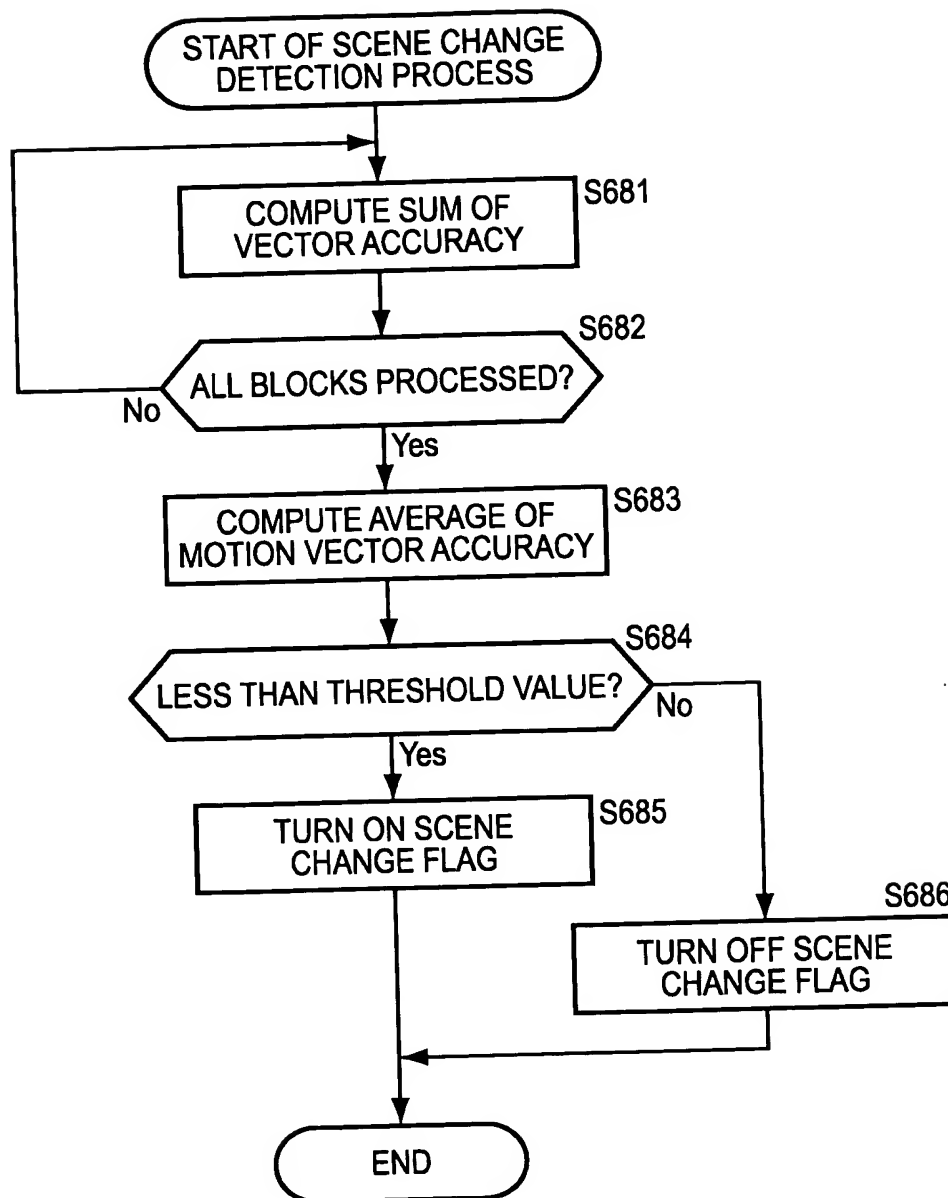 START OF SCENE CHANGE
DETECTION PROCESS
S681
COMPUTE SUM OF
VECTOR ACCURACY
S682
ALL BLOCKS PROCESSED?
No
Yes
S683
COMPUTE AVERAGE OF
MOTION VECTOR ACCURACY
S684
LESS THAN THRESHOLD VALUE?
No
Yes
S685
TURN ON SCENE
CHANGE FLAG
S686
TURN OFF SCENE
CHANGE FLAG
END